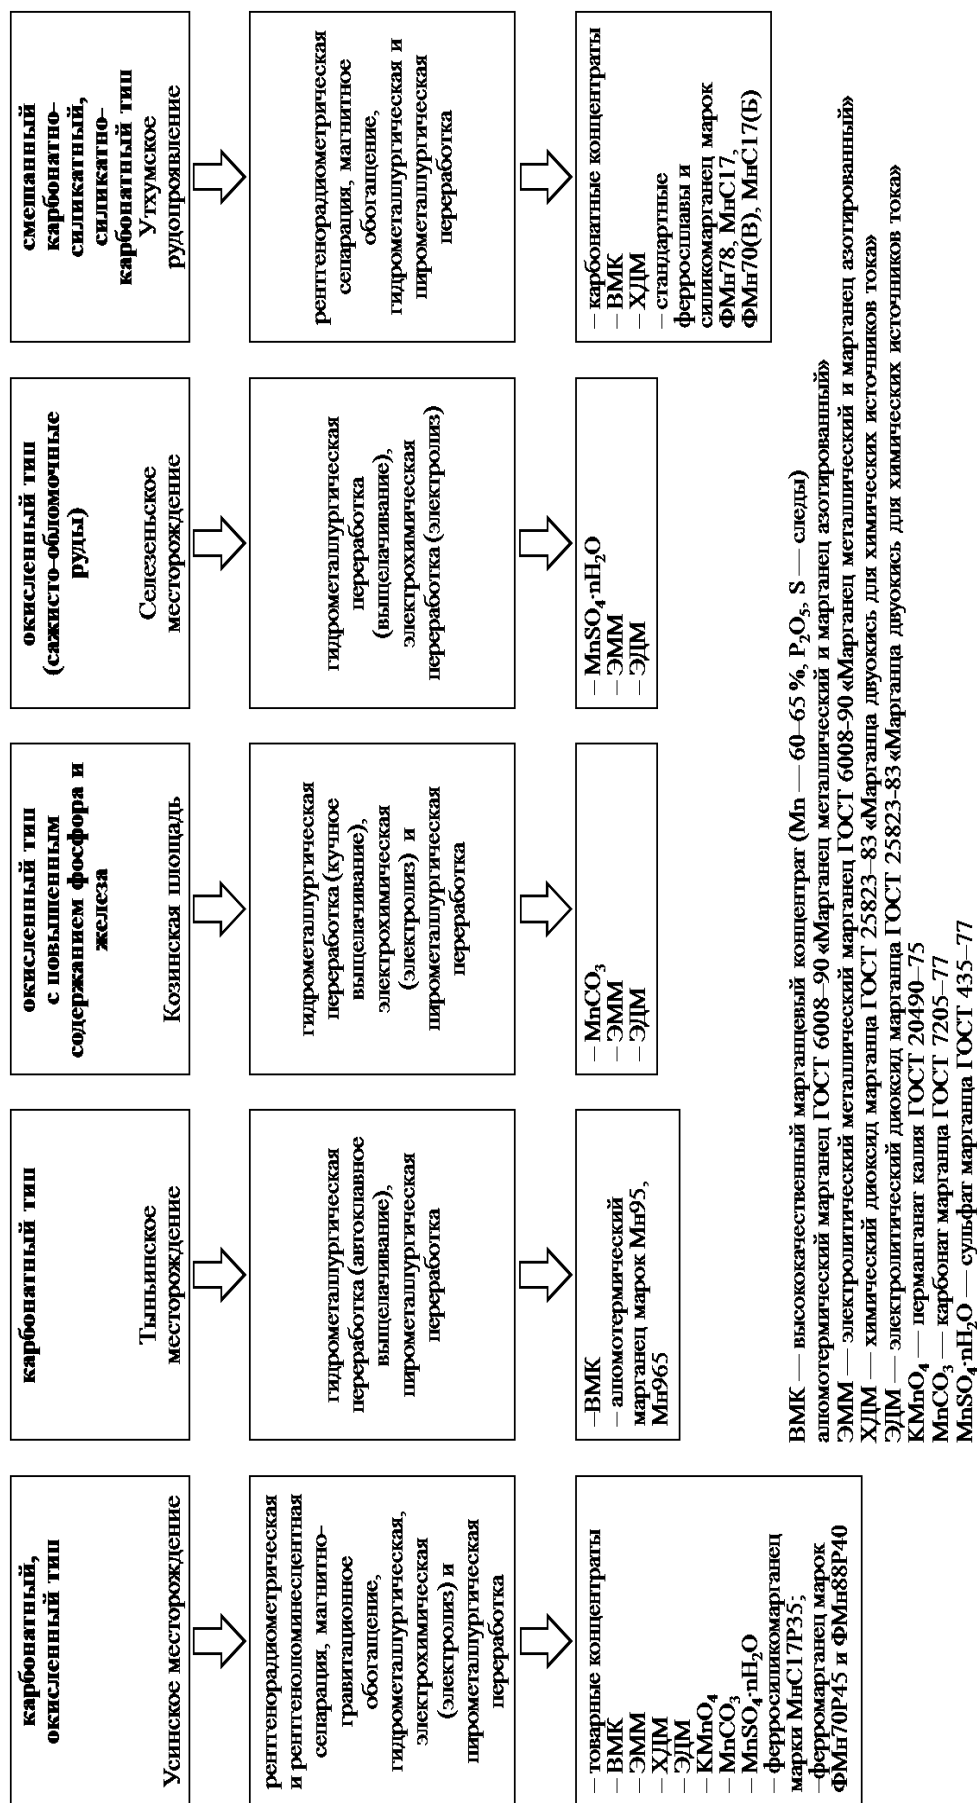 карбонатный,
окисленный тип
Усинское месторождение
рентгенорадиометрическая
и рентгенолюминесцентная
сепарация, магнитно-
гравитационное
обогащение,
гидрометаллургическая,
электрохимическая
(электролиз) и
пирометаллургическая
переработка
– товарные концентраты
– ВМК
– ЭММ
– ХДМ
– ЭДМ
– KMnO₄
– MnCO₃
– MnSO₄·nH₂O
– ферросиликомарганец
марки МнС17Р35;
– ферромарганец марок
ФМн70Р45 и ФМн88Р40
карбонатный тип
Тыньинское
месторождение
гидрометаллургическая
переработка (автоклавное
выщелачивание),
пирометаллургическая
переработка
–ВМК
– алюмотермический
марганец марок Мн95,
Мн965
окисленный тип
с повышенным
содержанием фосфора и
железа
Козинская площадь
гидрометаллургическая
переработка (кучное
выщелачивание),
электрохимическая
(электролиз) и
пирометаллургическая
переработка
– MnCO₃
– ЭММ
– ЭДМ
окисленный тип
(сажисто-обломочные
руды)
Селезеньское
месторождение
гидрометаллургическая
переработка
(выщелачивание),
электрохимическая
переработка (электролиз)
– MnSO₄·nH₂O
– ЭММ
– ЭДМ
смешанный
карбонатно-
силикатный,
силикатно-
карбонатный тип
Утхумское
рудопроявление
рентгенорадиометрическая
сепарация, магнитное
обогащение,
гидрометаллургическая и
пирометаллургическая
переработка
– карбонатные концентраты
– ВМК
– ХДМ
– стандартные
ферросплавы и
силикомарганец марок
ФМн78, МнС17,
ФМн70(В), МнС17(Б)
ВМК — высококачественный марганцевый концентрат (Mn — 60–65 %, P₂O₅, S — следы)
алюмотермический марганец ГОСТ 6008–90 «Марганец металлический и марганец азотированный»
ЭММ — электролитический металлический марганец ГОСТ 6008-90 «Марганец металлический и марганец азотированный»
ХДМ — химический диоксид марганца ГОСТ 25823–83 «Марганца двуокись для химических источников тока»
ЭДМ — электролитический диоксид марганца ГОСТ 25823-83 «Марганца двуокись для химических источников тока»
KMnO₄ — перманганат калия ГОСТ 20490–75
MnCO₃ — карбонат марганца ГОСТ 7205–77
MnSO₄·nH₂O — сульфат марганца ГОСТ 435–77